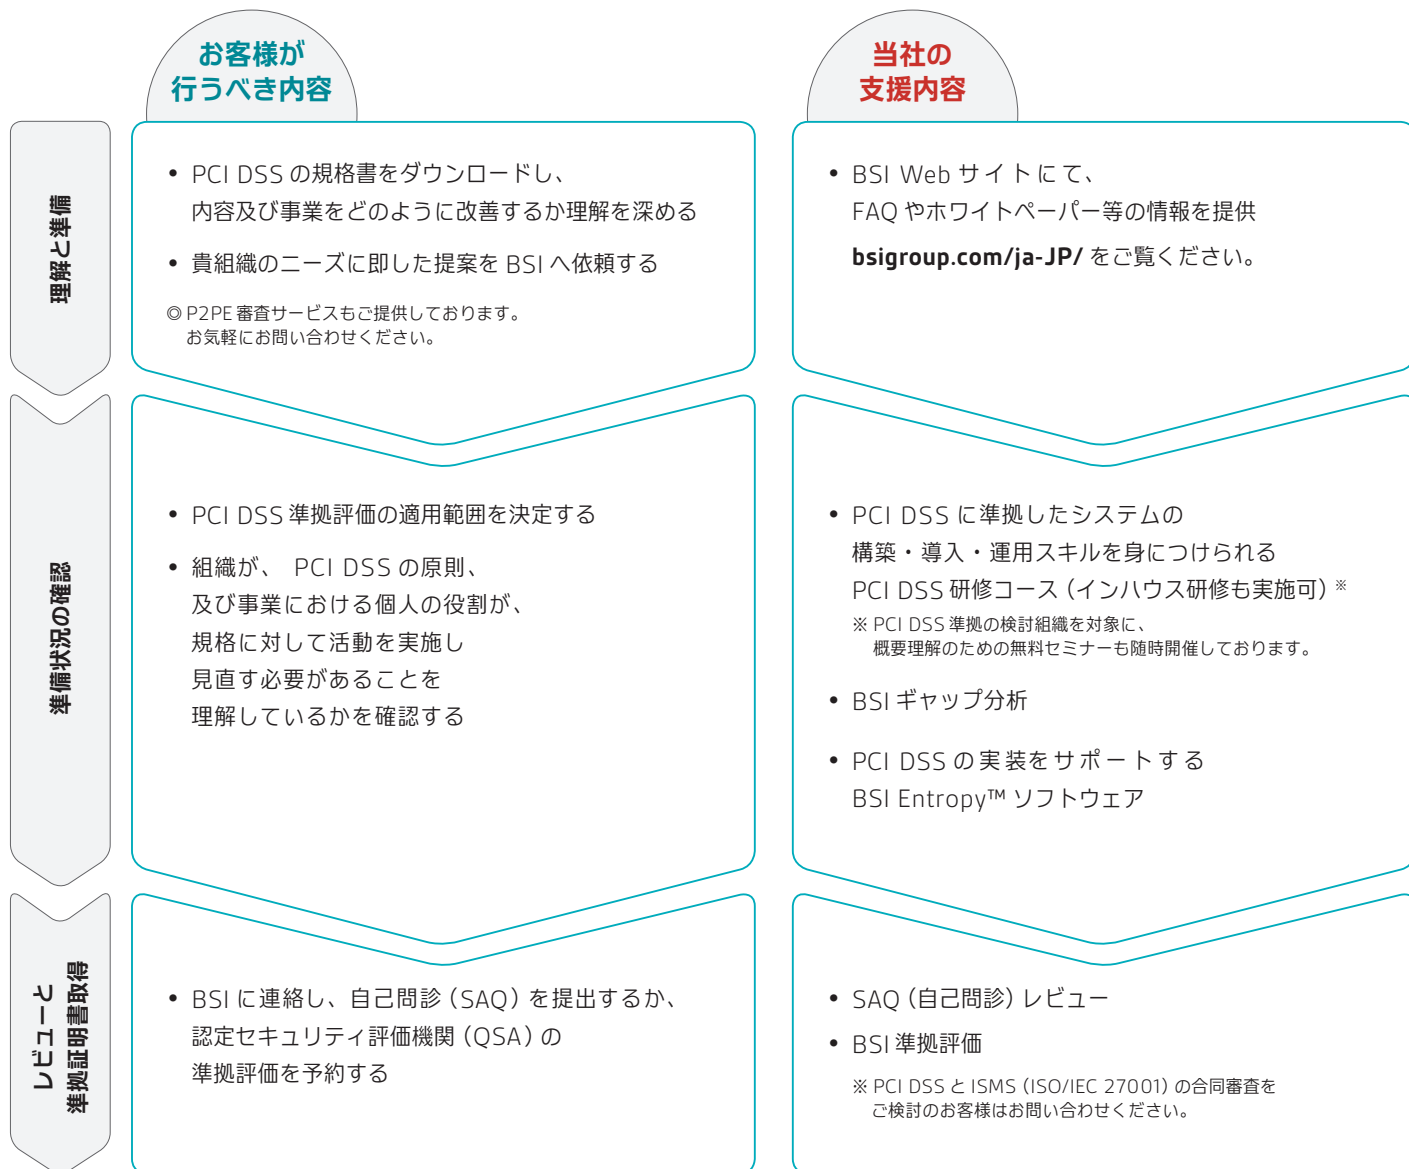 お客様が
行うべき内容
当社の
支援内容
理解と準備
• PCI DSS の規格書をダウンロードし、
内容及び事業をどのように改善するか理解を深める
• 貴組織のニーズに即した提案を BSI へ依頼する
◎ P2PE 審査サービスもご提供しております。
お気軽にお問い合わせください。
• BSI Web サイトにて、
FAQ やホワイトペーパー等の情報を提供
bsigroup.com/ja-JP/ をご覧ください。
準備状況の確認
• PCI DSS 準拠評価の適用範囲を決定する
• 組織が、 PCI DSS の原則、
及び事業における個人の役割が、
規格に対して活動を実施し
見直す必要があることを
理解しているかを確認する
• PCI DSS に準拠したシステムの
構築・導入・運用スキルを身につけられる
PCI DSS 研修コース（インハウス研修も実施可）※
※ PCI DSS 準拠の検討組織を対象に、
概要理解のための無料セミナーも随時開催しております。
• BSI ギャップ分析
• PCI DSS の実装をサポートする
BSI Entropy™ ソフトウェア
レビューと
準拠証明書取得
• BSI に連絡し、自己問診（SAQ）を提出するか、
認定セキュリティ評価機関（QSA）の
準拠評価を予約する
• SAQ（自己問診）レビュー
• BSI 準拠評価
※ PCI DSS と ISMS（ISO/IEC 27001）の合同審査を
ご検討のお客様はお問い合わせください。